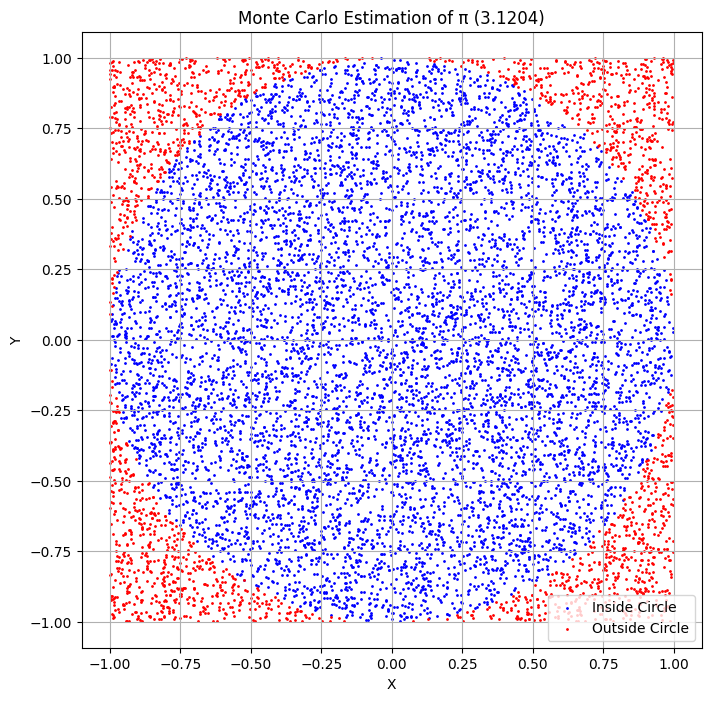 Monte Carlo Estimation of π (3.1204)
1.00
0.75
0.50
0.25
0.00
−0.25
−0.50
−0.75
−1.00
Y
Inside Circle
Outside Circle
−1.00 −0.75 −0.50 −0.25 0.00 0.25 0.50 0.75 1.00
X